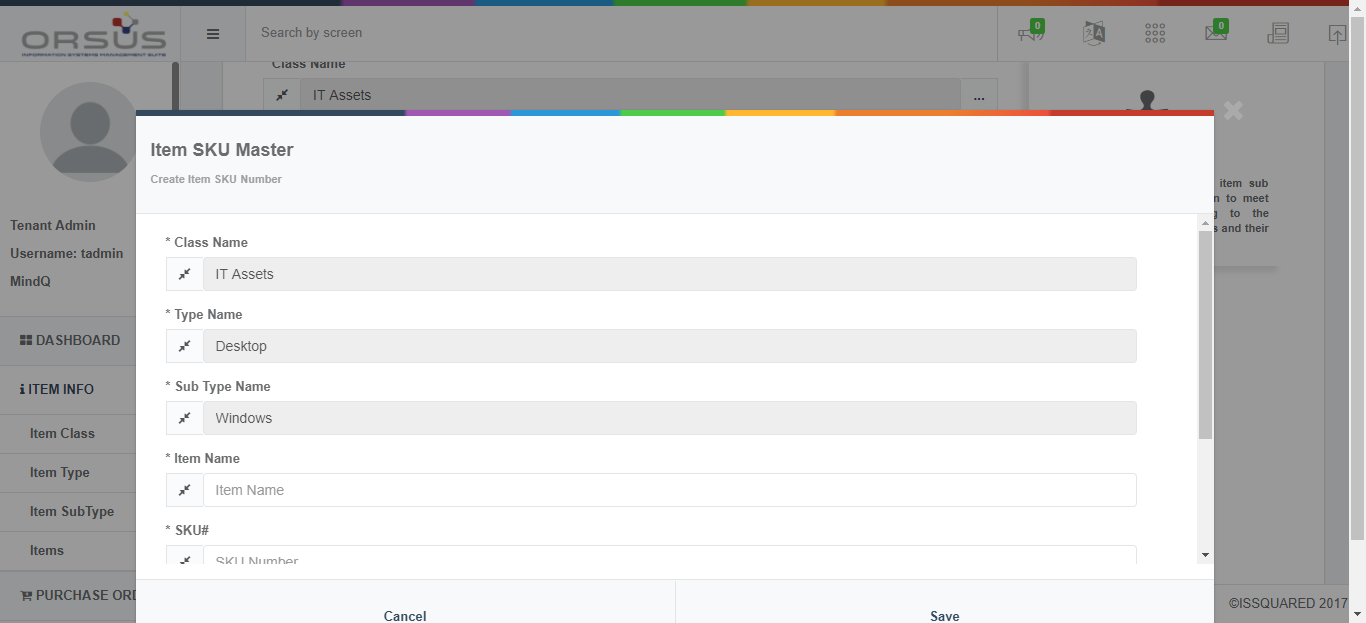 ORSUS
INFORMATION SYSTEMS MANAGEMENT SUITE
Search by screen
0
0
Class Name
IT Assets
...
Tenant Admin
Username: tadmin
MindQ
DASHBOARD
ITEM INFO
Item Class
Item Type
Item SubType
Items
PURCHASE ORD
Item SKU Master
Create Item SKU Number
* Class Name
IT Assets
* Type Name
Desktop
* Sub Type Name
Windows
* Item Name
Item Name
* SKU#
SKU Number
Cancel
Save
item sub
n to meet
g to the
s and their
©ISSQUARED 2017